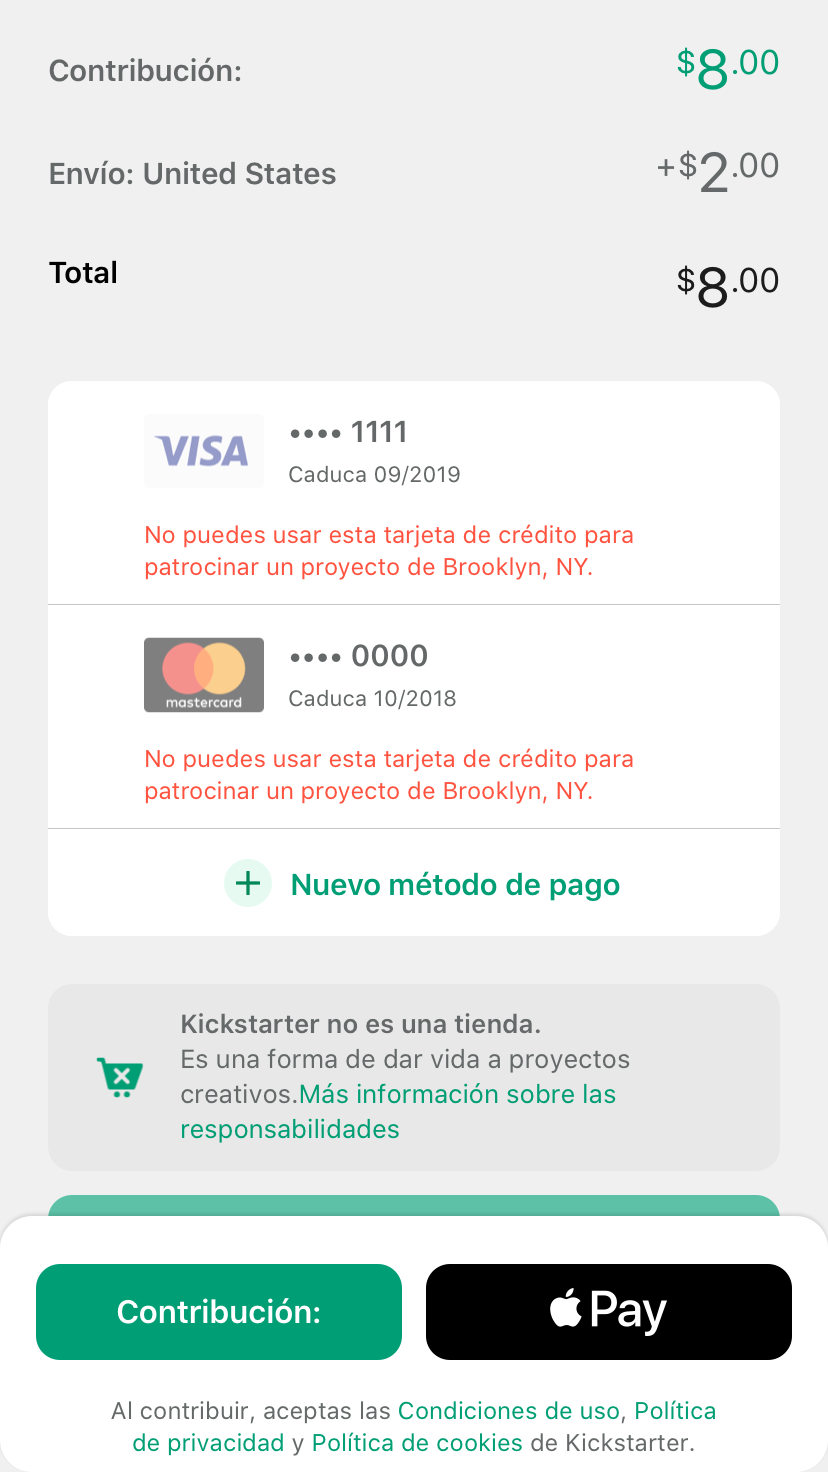 Contribución: $8.00
Envío: United States +$2.00
Total $8.00
VISA •••• 1111
Caduca 09/2019
No puedes usar esta tarjeta de crédito para
patrocinar un proyecto de Brooklyn, NY.
mastercard •••• 0000
Caduca 10/2018
No puedes usar esta tarjeta de crédito para
patrocinar un proyecto de Brooklyn, NY.
+ Nuevo método de pago
Kickstarter no es una tienda.
Es una forma de dar vida a proyectos
creativos.Más información sobre las
responsabilidades
Contribución: Pay
Al contribuir, aceptas las Condiciones de uso, Política
de privacidad y Política de cookies de Kickstarter.